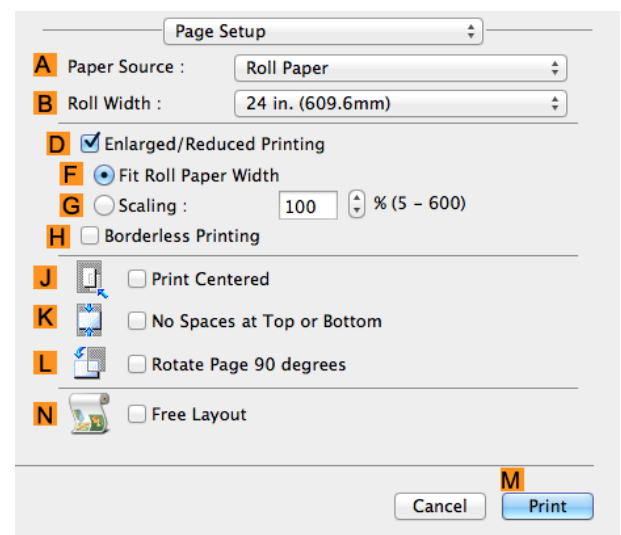 Page Setup
A Paper Source : Roll Paper
B Roll Width : 24 in. (609.6mm)
D Enlarged/Reduced Printing
F Fit Roll Paper Width
G Scaling : 100 % (5 – 600)
H Borderless Printing
J Print Centered
K No Spaces at Top or Bottom
L Rotate Page 90 degrees
N Free Layout
M
Cancel Print